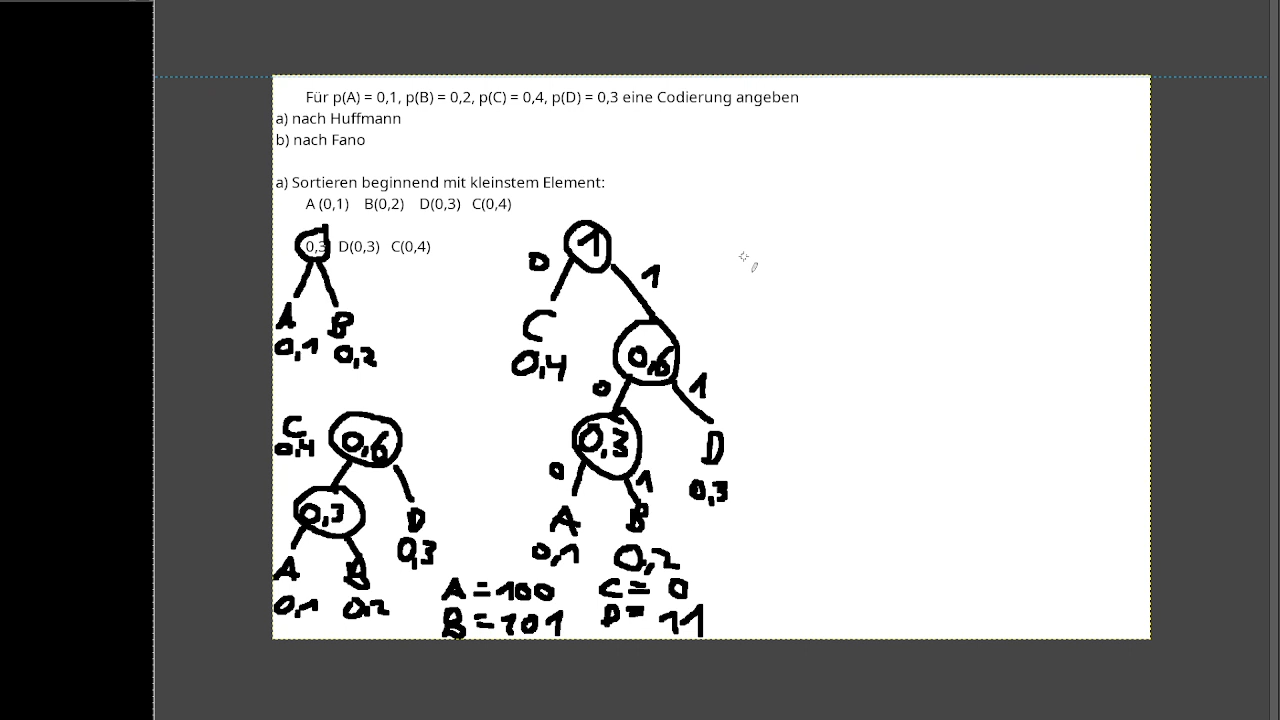 Für p(A) = 0,1, p(B) = 0,2, p(C) = 0,4, p(D) = 0,3 eine Codierung angeben
a) nach Huffmann
b) nach Fano
a) Sortieren beginnend mit kleinstem Element:
A (0,1) B(0,2) D(0,3) C(0,4)
0,3 D(0,3) C(0,4)
A B
0,1 0,2
C 0,6
0,4
0,3 D
0,3
A B
0,1 0,2
1
0 1
C 0,6
0,4
0 1
0,3 D
0,3
0 1
A B
0,1 0,2
A = 100 C = 0
B = 101 D = 11